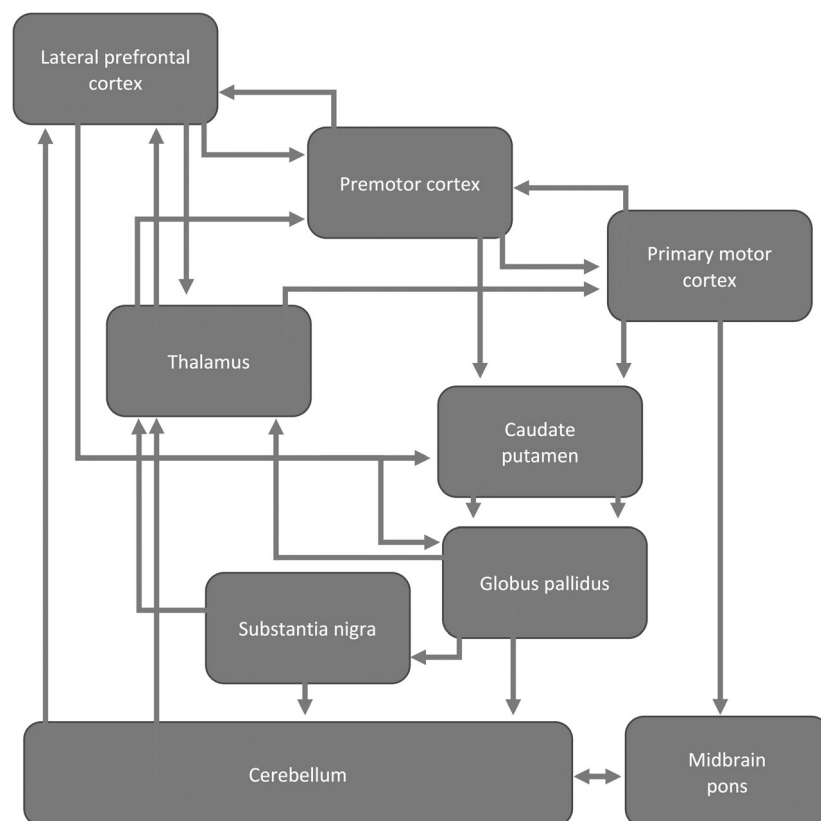 Lateral prefrontal
cortex
Premotor cortex
Primary motor
cortex
Thalamus
Caudate
putamen
Globus pallidus
Substantia nigra
Cerebellum
Midbrain
pons